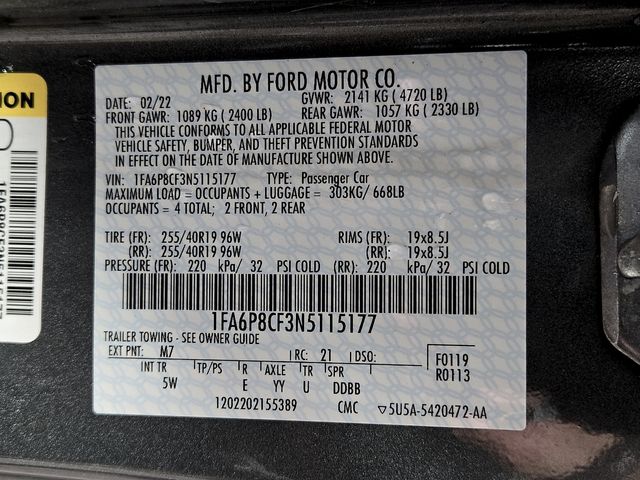 MFD. BY FORD MOTOR CO.
DATE: 02/22 GVWR: 2141 KG ( 4720 LB)
FRONT GAWR: 1089 KG ( 2400 LB) REAR GAWR: 1057 KG ( 2330 LB)
THIS VEHICLE CONFORMS TO ALL APPLICABLE FEDERAL MOTOR
VEHICLE SAFETY, BUMPER, AND THEFT PREVENTION STANDARDS
IN EFFECT ON THE DATE OF MANUFACTURE SHOWN ABOVE.
VIN: 1FA6P8CF3N5115177 TYPE: Passenger Car
MAXIMUM LOAD = OCCUPANTS + LUGGAGE = 303KG/ 668LB
OCCUPANTS = 4 TOTAL; 2 FRONT, 2 REAR
TIRE (FR): 255/40R19 96W RIMS (FR): 19x8.5J
(RR): 255/40R19 96W (RR): 19x8.5J
PRESSURE (FR): 220 kPa/ 32 PSI COLD (RR): 220 kPa/ 32 PSI COLD
1FA6P8CF3N5115177
TRAILER TOWING - SEE OWNER GUIDE
EXT PNT: M7 RC: 21 DSO: F0119
R0113
INT TR TP/PS R AXLE TR SPR
5W E YY U DDBB
1202202155389 CMC 5U5A-5420472-AA
ION
1FA6P8CF3N5115177